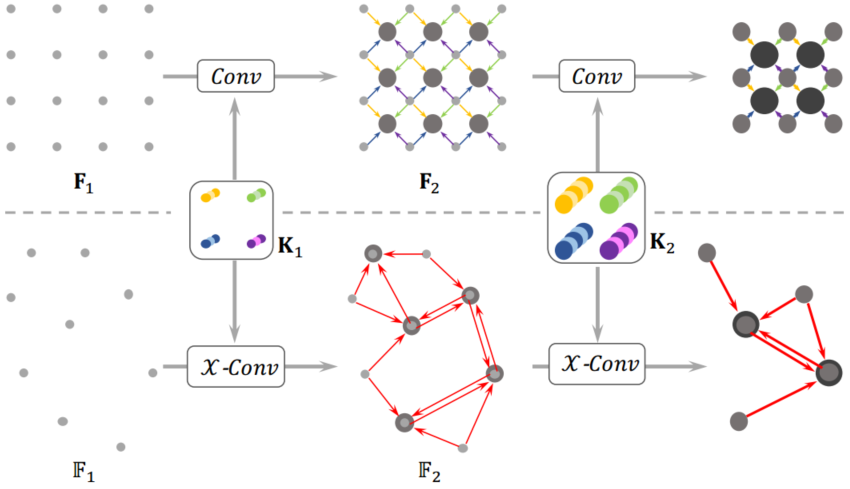 Conv
Conv
F₁
F₂
K₁
K₂
𝒳-Conv
𝒳-Conv
𝔽₁
𝔽₂